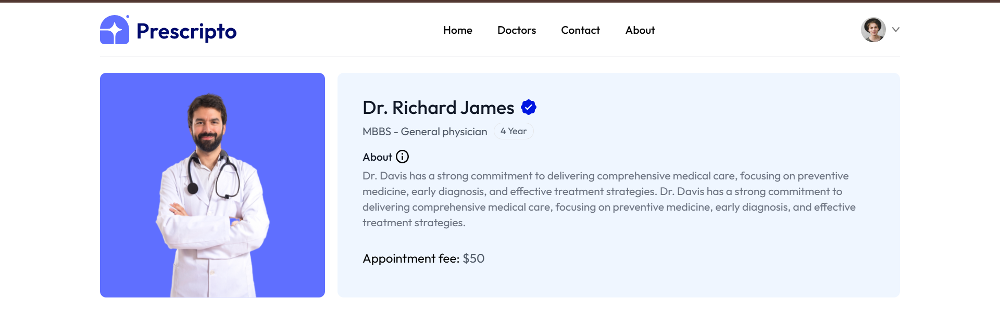 Prescripto
Home Doctors Contact About
Dr. Richard James
MBBS - General physician 4 Year
About
Dr. Davis has a strong commitment to delivering comprehensive medical care, focusing on preventive
medicine, early diagnosis, and effective treatment strategies. Dr. Davis has a strong commitment to
delivering comprehensive medical care, focusing on preventive medicine, early diagnosis, and effective
treatment strategies.
Appointment fee: $50